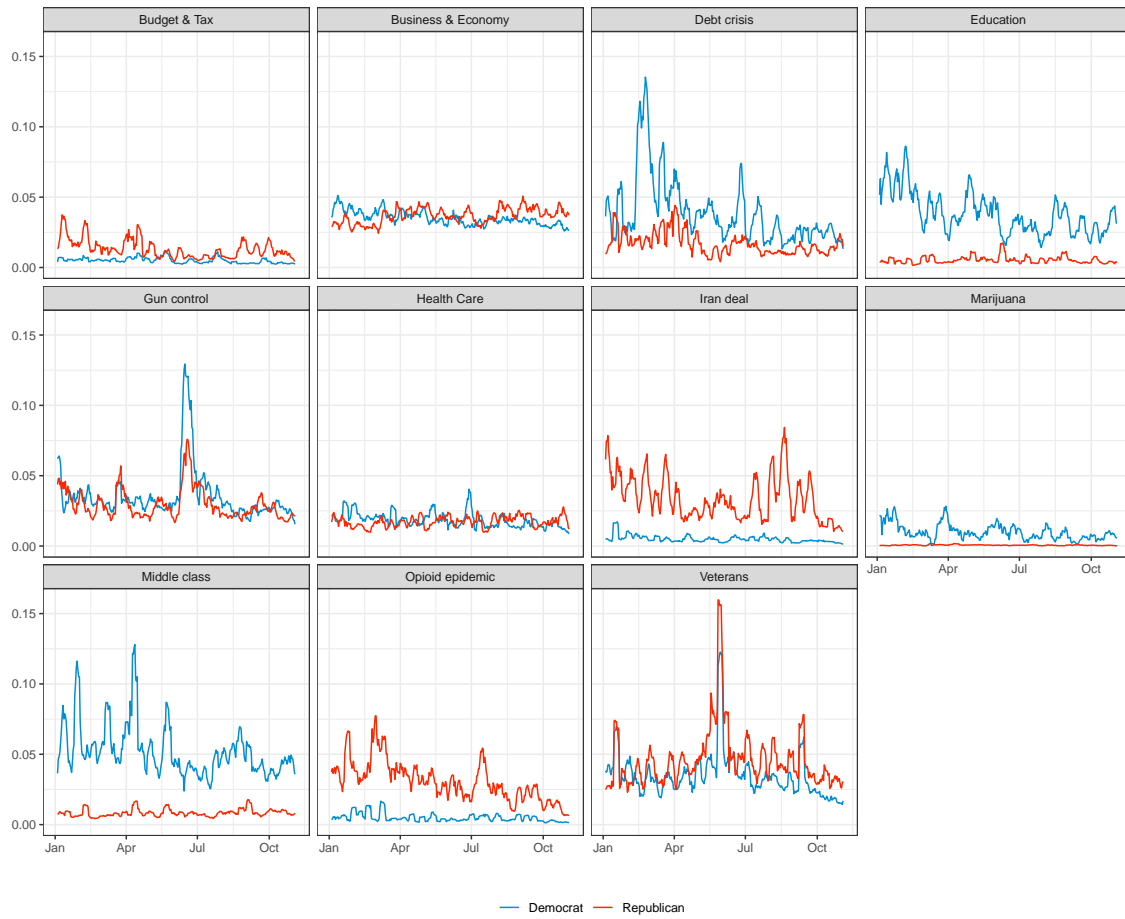 Budget & Tax Business & Economy Debt crisis Education
0.15
0.10
0.05
0.00
Gun control Health Care Iran deal Marijuana
0.15
0.10
0.05
0.00
Jan Apr Jul Oct
Middle class Opioid epidemic Veterans
0.15
0.10
0.05
0.00
Jan Apr Jul Oct Jan Apr Jul Oct Jan Apr Jul Oct
Democrat Republican